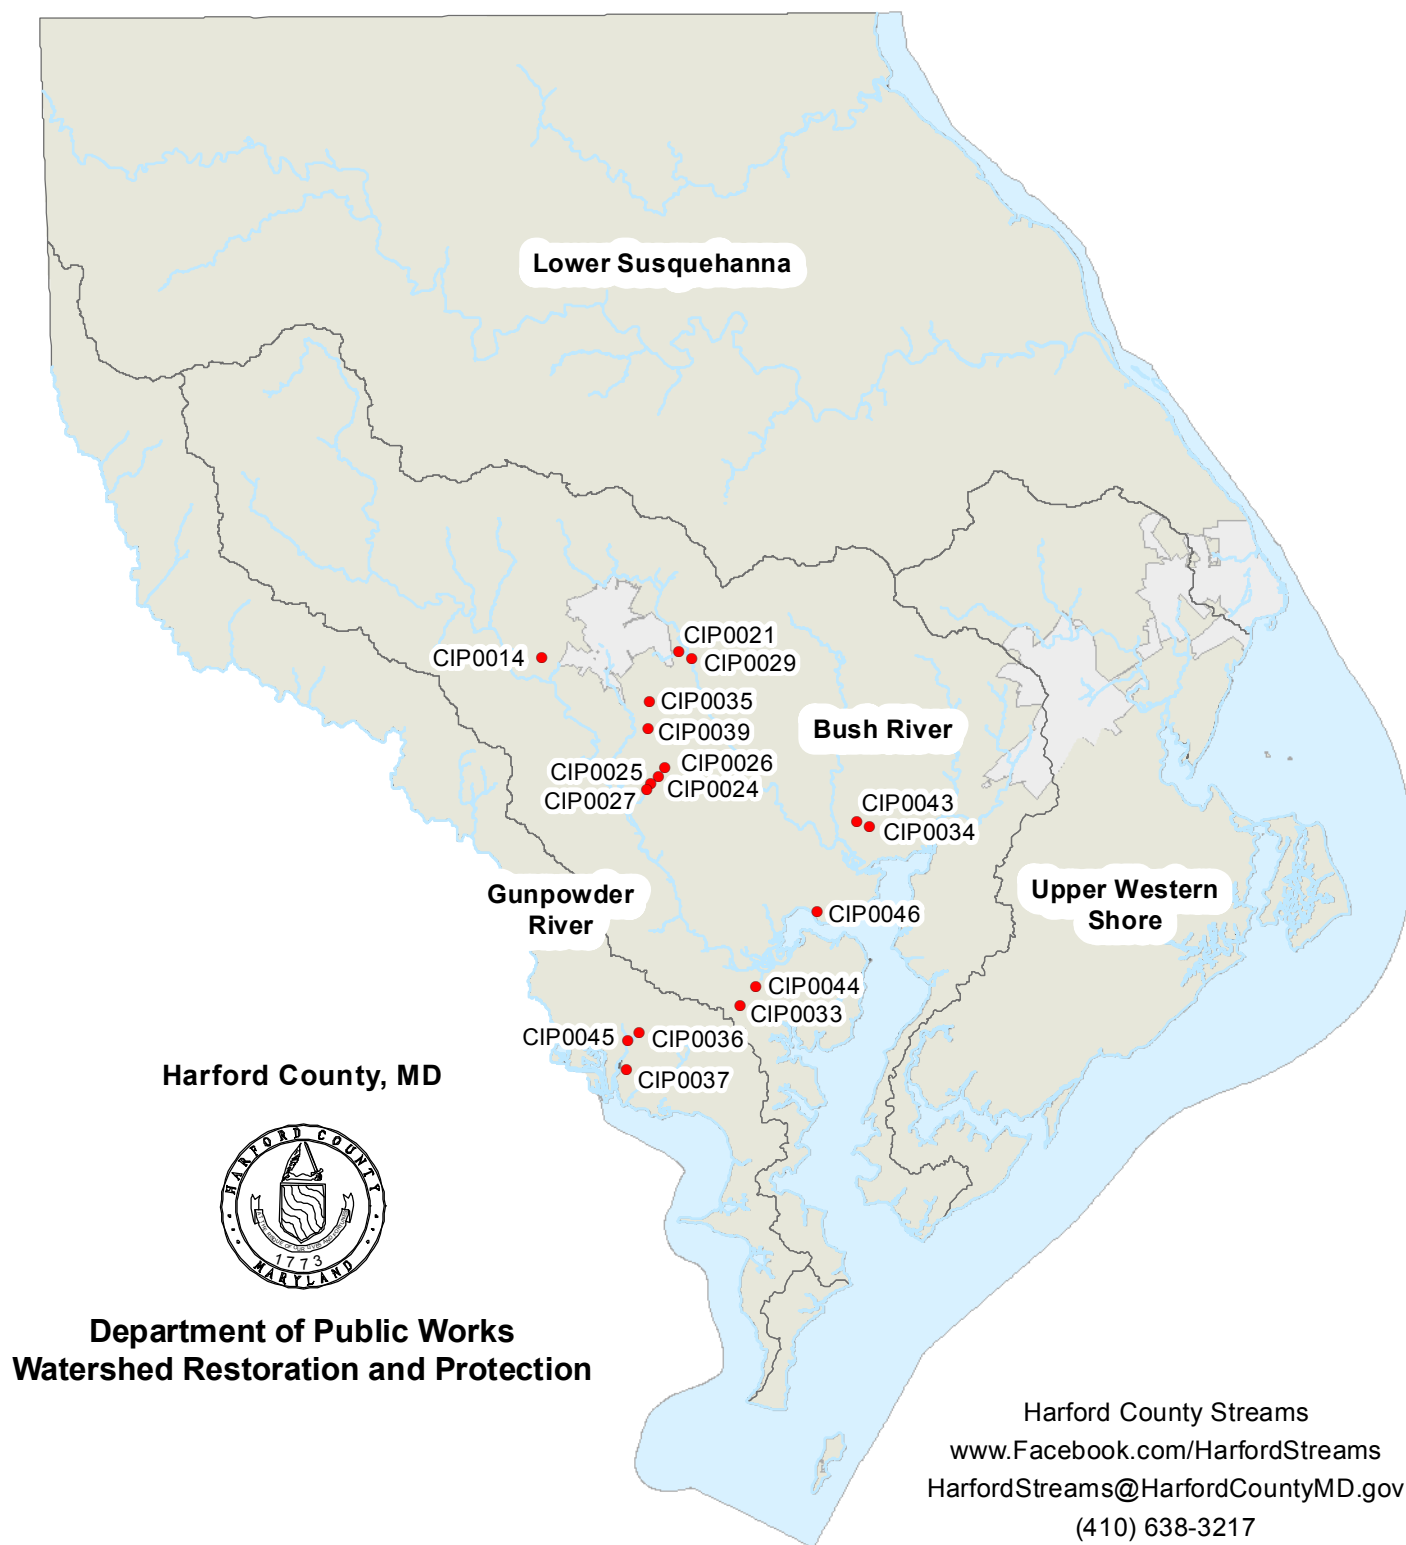 Lower Susquehanna
CIP0021
CIP0014
CIP0029
CIP0035
Bush River
CIP0039
CIP0026
CIP0025
CIP0024
CIP0027
CIP0043
CIP0034
Gunpowder
River
Upper Western
Shore
CIP0046
CIP0044
CIP0033
CIP0045
CIP0036
CIP0037
Harford County, MD
HARFORD COUNTY
1773
MARYLAND
Department of Public Works
Watershed Restoration and Protection
Harford County Streams
www.Facebook.com/HarfordStreams
HarfordStreams@HarfordCountyMD.gov
(410) 638-3217